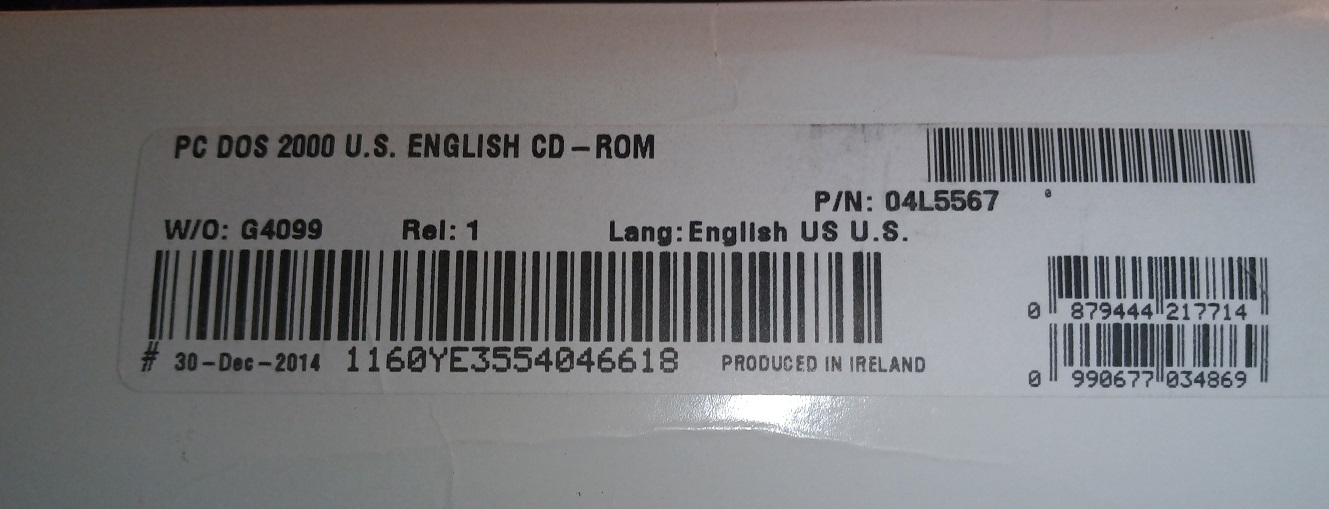 PC DOS 2000 U.S. ENGLISH CD-ROM
P/N: 04L5567
W/O: G4099 Rel: 1 Lang: English US U.S.
0 879444 217714
# 30-Dec-2014 1160YE3554046618 PRODUCED IN IRELAND
0 990677 034869